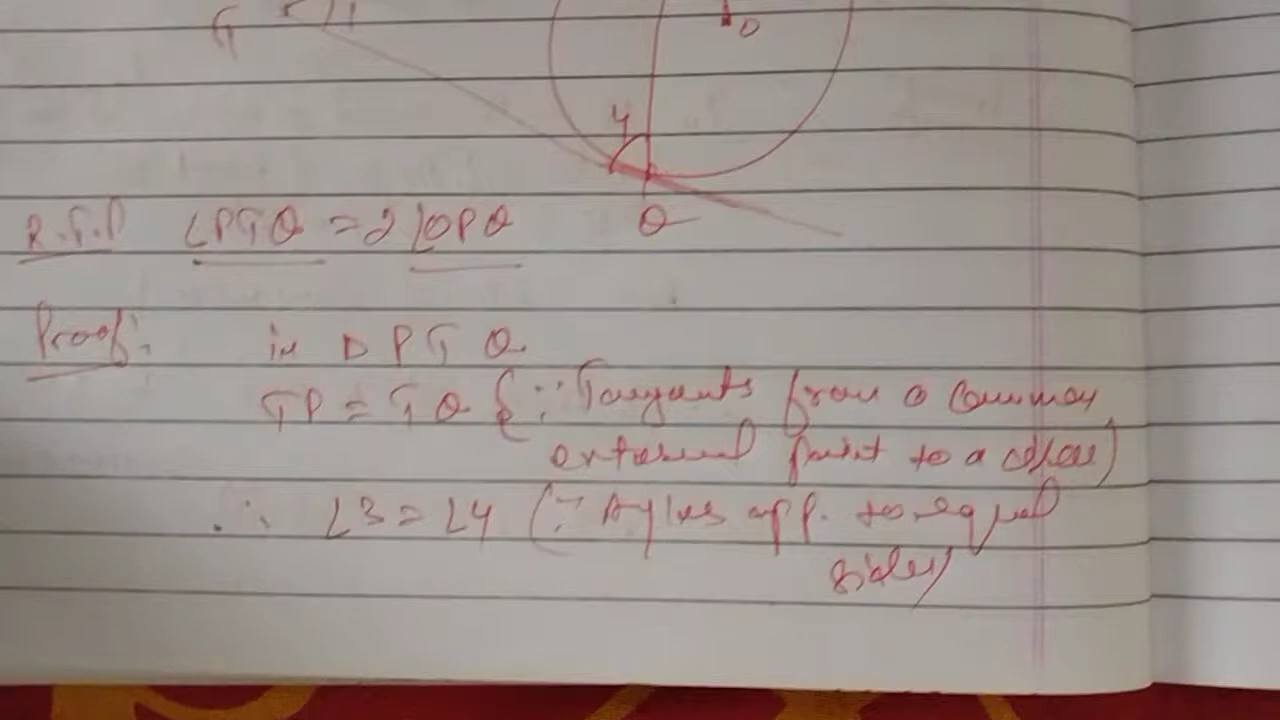 T 1
O
4
Q
R.T.P ∠PTQ = 2∠OPQ
Proof: in Δ PTQ
TP = TQ {∵ Tangents from a common
external point to a circle)
∴ ∠3 = ∠4 (∵ Angles opp. to equal
sides)